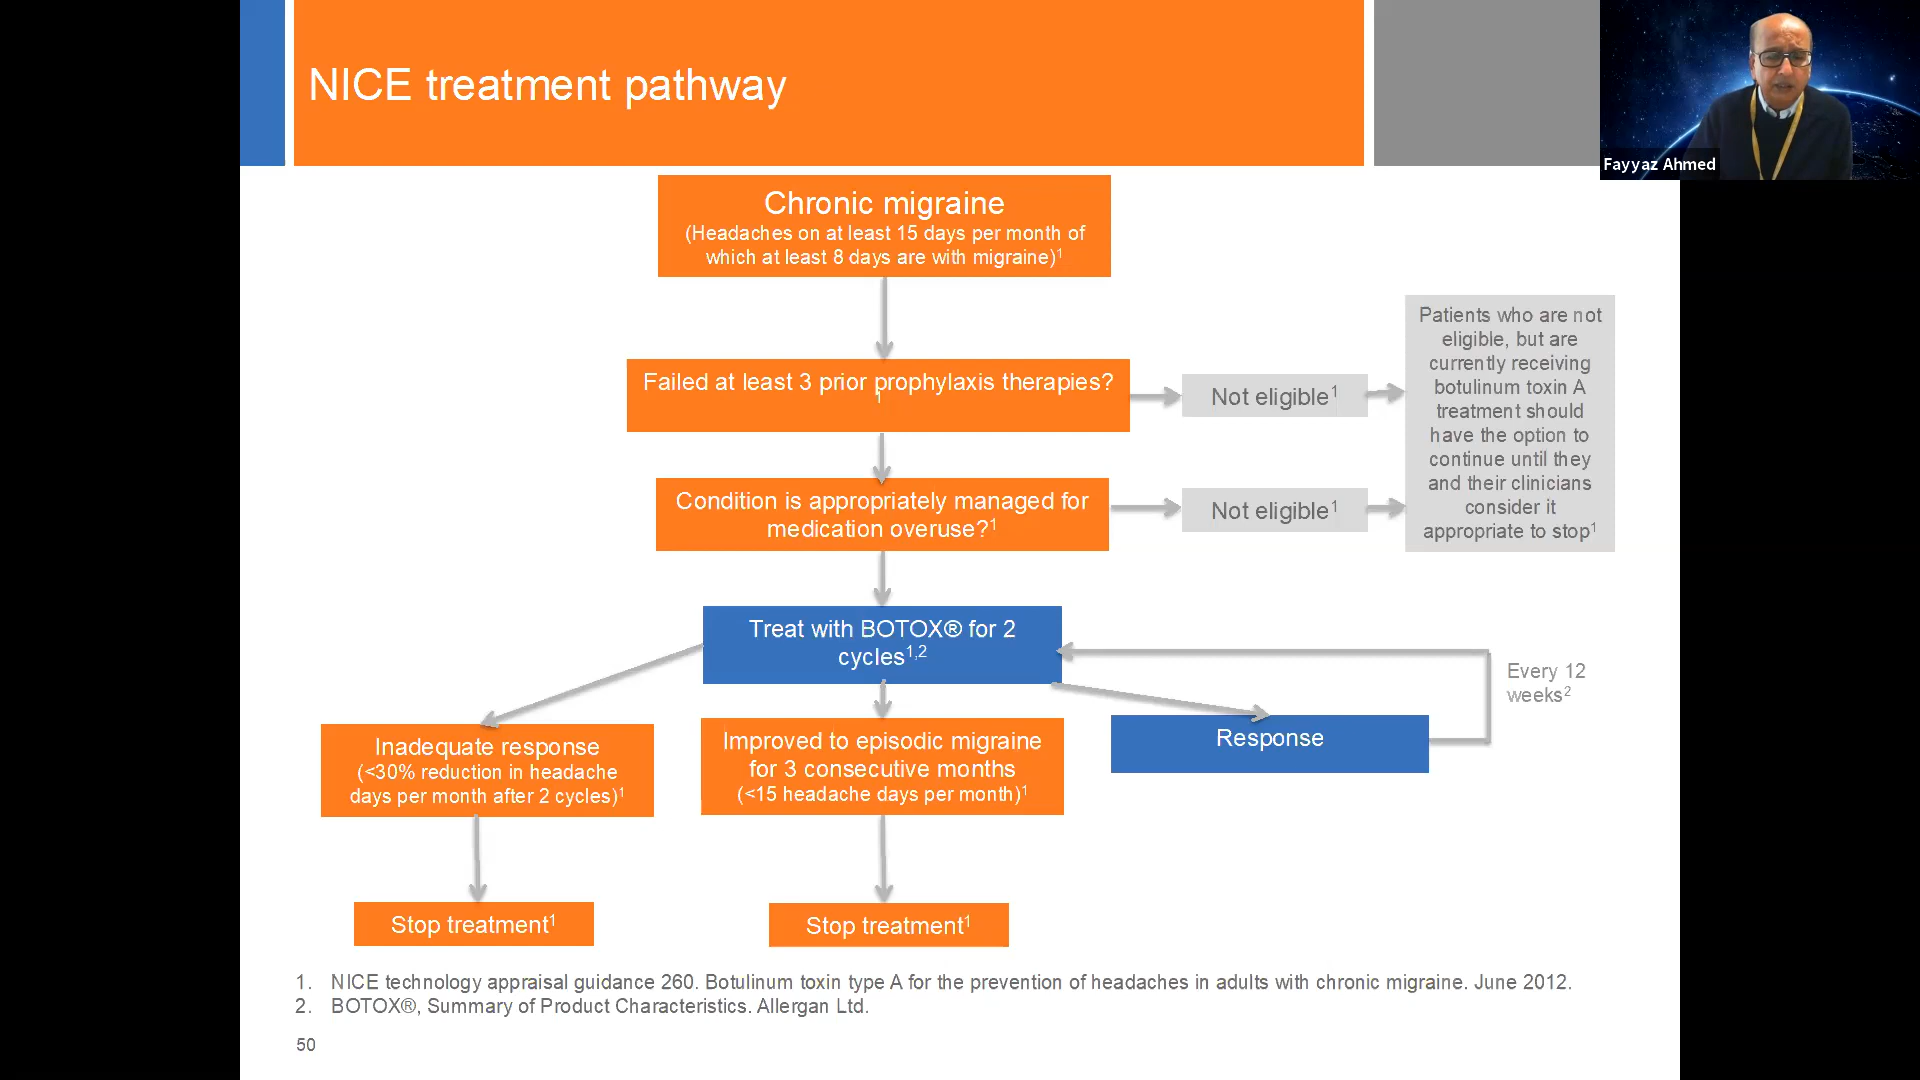 NICE treatment pathway
Fayyaz Ahmed
Chronic migraine
(Headaches on at least 15 days per month of
which at least 8 days are with migraine)1
Failed at least 3 prior prophylaxis therapies?
1
Not eligible1
Patients who are not
eligible, but are
currently receiving
botulinum toxin A
treatment should
have the option to
continue until they
and their clinicians
consider it
appropriate to stop1
Condition is appropriately managed for
medication overuse?1
Not eligible1
Treat with BOTOX® for 2
cycles1,2
Every 12
weeks2
Inadequate response
(<30% reduction in headache
days per month after 2 cycles)1
Improved to episodic migraine
for 3 consecutive months
(<15 headache days per month)1
Response
Stop treatment1
Stop treatment1
1. NICE technology appraisal guidance 260. Botulinum toxin type A for the prevention of headaches in adults with chronic migraine. June 2012.
2. BOTOX®, Summary of Product Characteristics. Allergan Ltd.
50